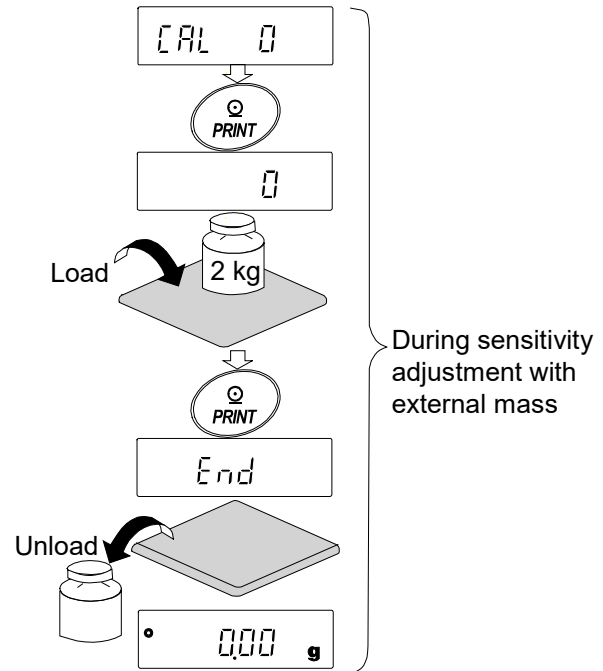 CAL 0
PRINT
0
Load
2 kg
During sensitivity
adjustment with
external mass
PRINT
End
Unload
0.00 g